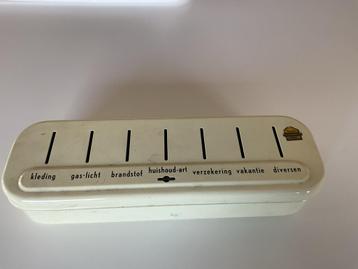 kleding gas-licht brandstof huishoud-art verzekering vakantie diversen